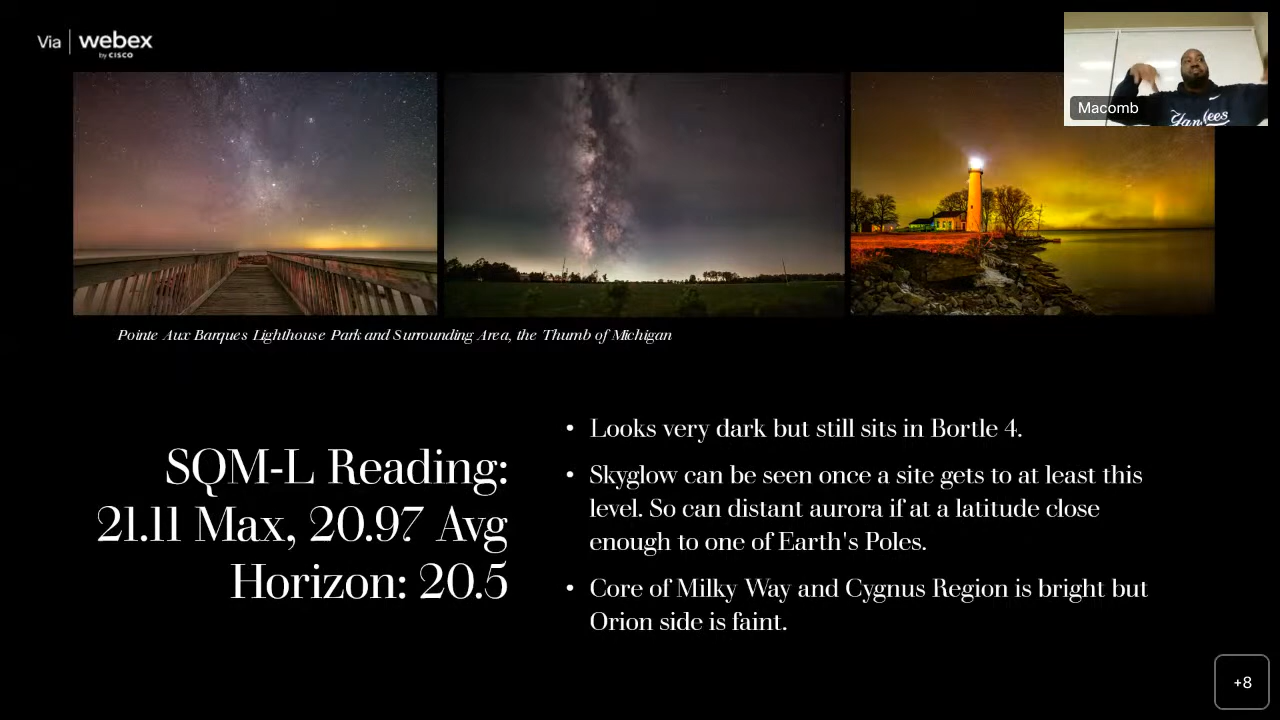 Via | webex
by CISCO
Macomb
Yankees
Pointe Aux Barques Lighthouse Park and Surrounding Area, the Thumb of Michigan
SQM-L Reading:
21.11 Max, 20.97 Avg
Horizon: 20.5
• Looks very dark but still sits in Bortle 4.
• Skyglow can be seen once a site gets to at least this
level. So can distant aurora if at a latitude close
enough to one of Earth's Poles.
• Core of Milky Way and Cygnus Region is bright but
Orion side is faint.
+8